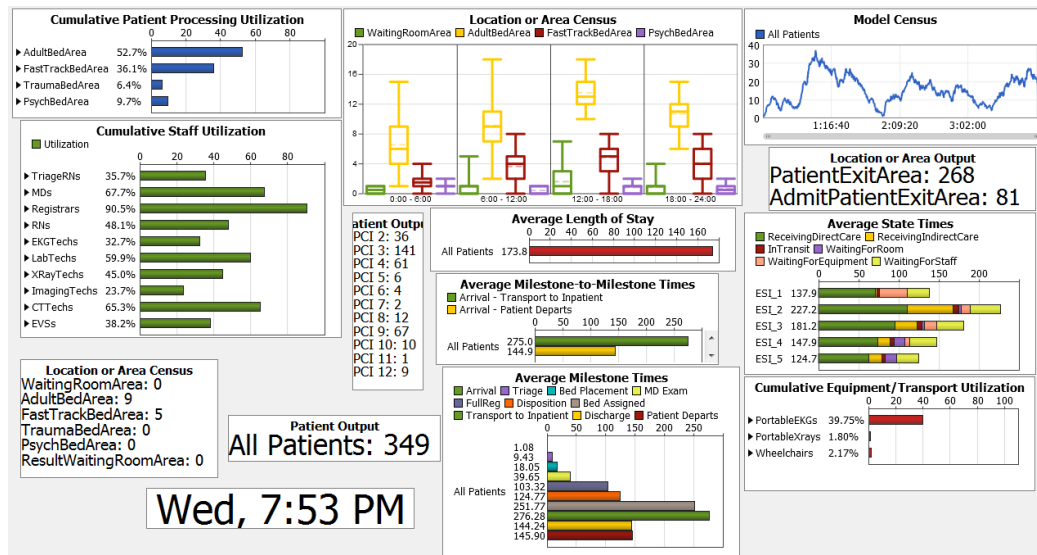 Cumulative Patient Processing Utilization
0 20 40 60 80
AdultBedArea 52.7%
FastTrackBedArea 36.1%
TraumaBedArea 6.4%
PsychBedArea 9.7%
Cumulative Staff Utilization
Utilization
0 20 40 60 80
TriageRNs 35.7%
MDs 67.7%
Registrars 90.5%
RNs 48.1%
EKGTechs 32.7%
LabTechs 59.9%
XRayTechs 45.0%
ImagingTechs 23.7%
CTTechs 65.3%
EVSs 38.2%
Location or Area Census
WaitingRoomArea: 0
AdultBedArea: 9
FastTrackBedArea: 5
TraumaBedArea: 0
PsychBedArea: 0
ResultWaitingRoomArea: 0
Wed, 7:53 PM
Patient Output
All Patients: 349
Location or Area Census
WaitingRoomArea AdultBedArea FastTrackBedArea PsychBedArea
20
16
12
8
4
0
0:00 - 6:00 6:00 - 12:00 12:00 - 18:00 18:00 - 24:00
atient Outpu
PCI 2: 36
PCI 3: 141
PCI 4: 61
PCI 5: 6
PCI 6: 4
PCI 7: 2
PCI 8: 12
PCI 9: 67
PCI 10: 10
PCI 11: 1
PCI 12: 9
Average Length of Stay
0 20 40 60 80 100 120 140 160
All Patients 173.8
Average Milestone-to-Milestone Times
Arrival - Transport to Inpatient
Arrival - Patient Departs
0 50 100 150 200 250
All Patients
275.0
144.9
Average Milestone Times
Arrival Triage Bed Placement MD Exam
FullReg Disposition Bed Assigned
Transport to Inpatient Discharge Patient Departs
0 50 100 150 200 250
All Patients
1.08
9.43
18.05
39.65
103.32
124.77
251.77
276.28
144.24
145.90
Model Census
All Patients
40
30
20
10
0
1:16:40 2:09:20 3:02:00
Location or Area Output
PatientExitArea: 268
AdmitPatientExitArea: 81
Average State Times
ReceivingDirectCare ReceivingIndirectCare
InTransit WaitingForRoom
WaitingForEquipment WaitingForStaff
0 50 100 150 200
ESI_1 137.9
ESI_2 227.2
ESI_3 181.2
ESI_4 147.9
ESI_5 124.7
Cumulative Equipment/Transport Utilization
0 20 40 60 80 100
PortableEKGs 39.75%
PortableXrays 1.80%
Wheelchairs 2.17%